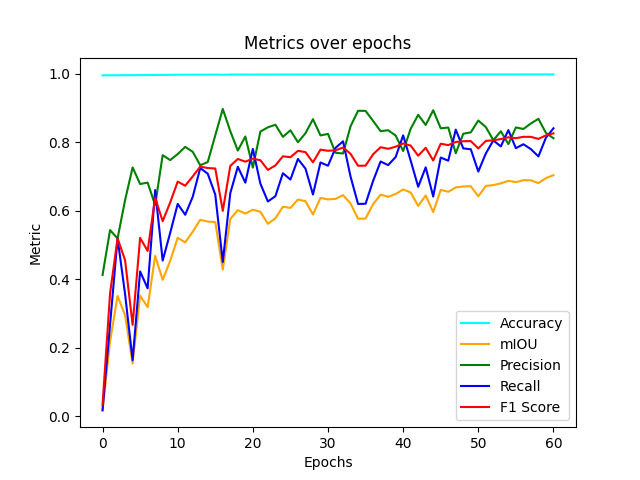 Metrics over epochs
1.0
0.8
0.6
0.4
0.2
0.0
Metric
0 10 20 30 40 50 60
Epochs
Accuracy
mIOU
Precision
Recall
F1 Score